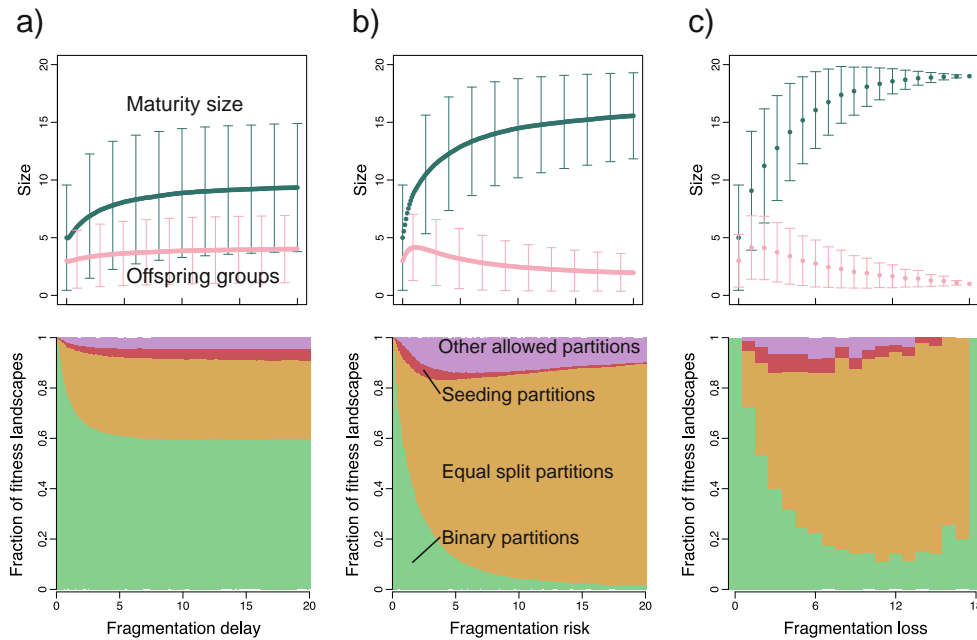 a)
b)
c)
Size
20
15
10
5
0
Maturity size
Offspring groups
Size
20
15
10
5
0
Size
20
15
10
5
0
Fraction of fitness landscapes
1
0.8
0.6
0.4
0.2
0
0
5
10
15
20
Fragmentation delay
Fraction of fitness landscapes
1
0.8
0.6
0.4
0.2
0
Other allowed partitions
Seeding partitions
Equal split partitions
Binary partitions
0
5
10
15
20
Fragmentation risk
Fraction of fitness landscapes
1
0.8
0.6
0.4
0.2
0
0
6
12
18
Fragmentation loss